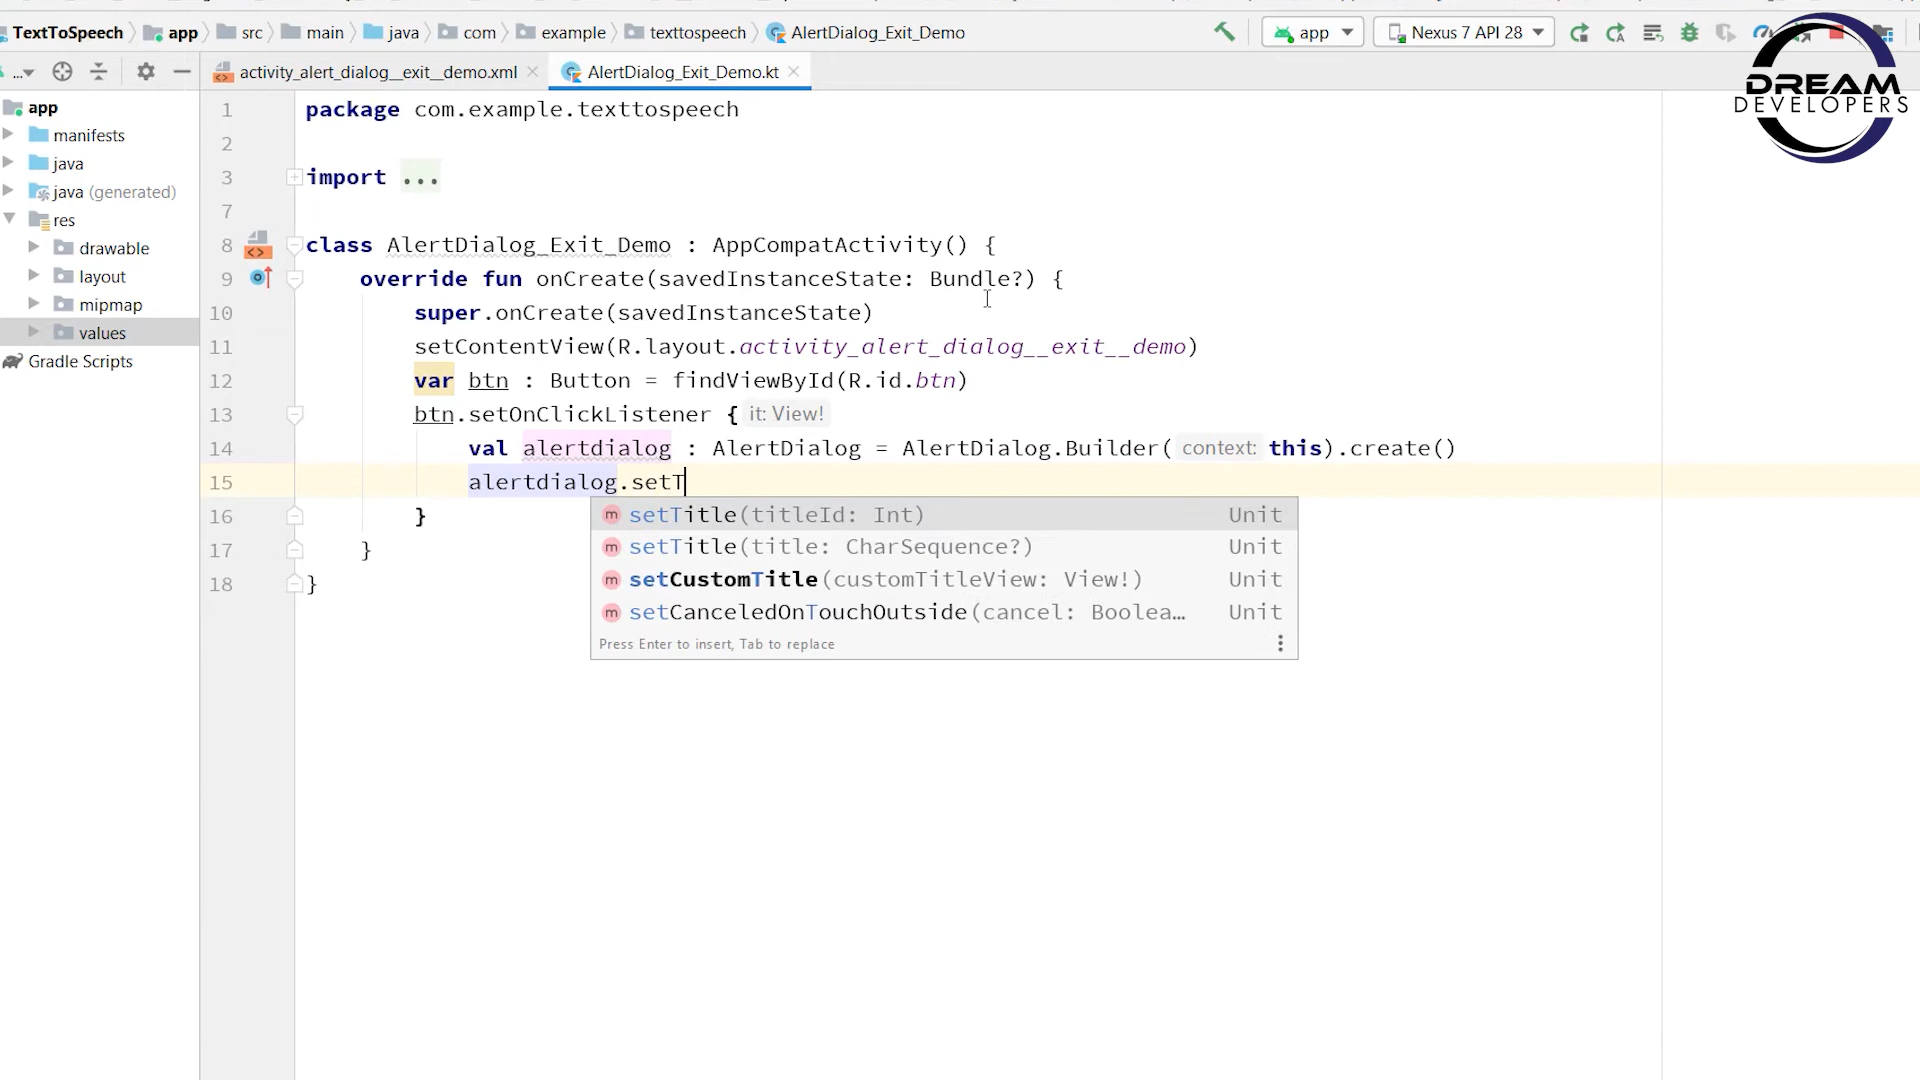 TextToSpeech app src main java com example texttospeech AlertDialog_Exit_Demo app Nexus 7 API 28
DREAM
DEVELOPERS
... activity_alert_dialog__exit__demo.xml AlertDialog_Exit_Demo.kt
app
manifests
java
java (generated)
res
drawable
layout
mipmap
values
Gradle Scripts
1 package com.example.texttospeech
2
3 import ...
7
8 class AlertDialog_Exit_Demo : AppCompatActivity() {
9 override fun onCreate(savedInstanceState: Bundle?) {
10 super.onCreate(savedInstanceState)
11 setContentView(R.layout.activity_alert_dialog__exit__demo)
12 var btn : Button = findViewById(R.id.btn)
13 btn.setOnClickListener { it: View!
14 val alertdialog : AlertDialog = AlertDialog.Builder( context: this).create()
15 alertdialog.setT
16 }
17 }
18 }
m setTitle(titleId: Int) Unit
m setTitle(title: CharSequence?) Unit
m setCustomTitle(customTitleView: View!) Unit
m setCanceledOnTouchOutside(cancel: Boolea… Unit
Press Enter to insert, Tab to replace